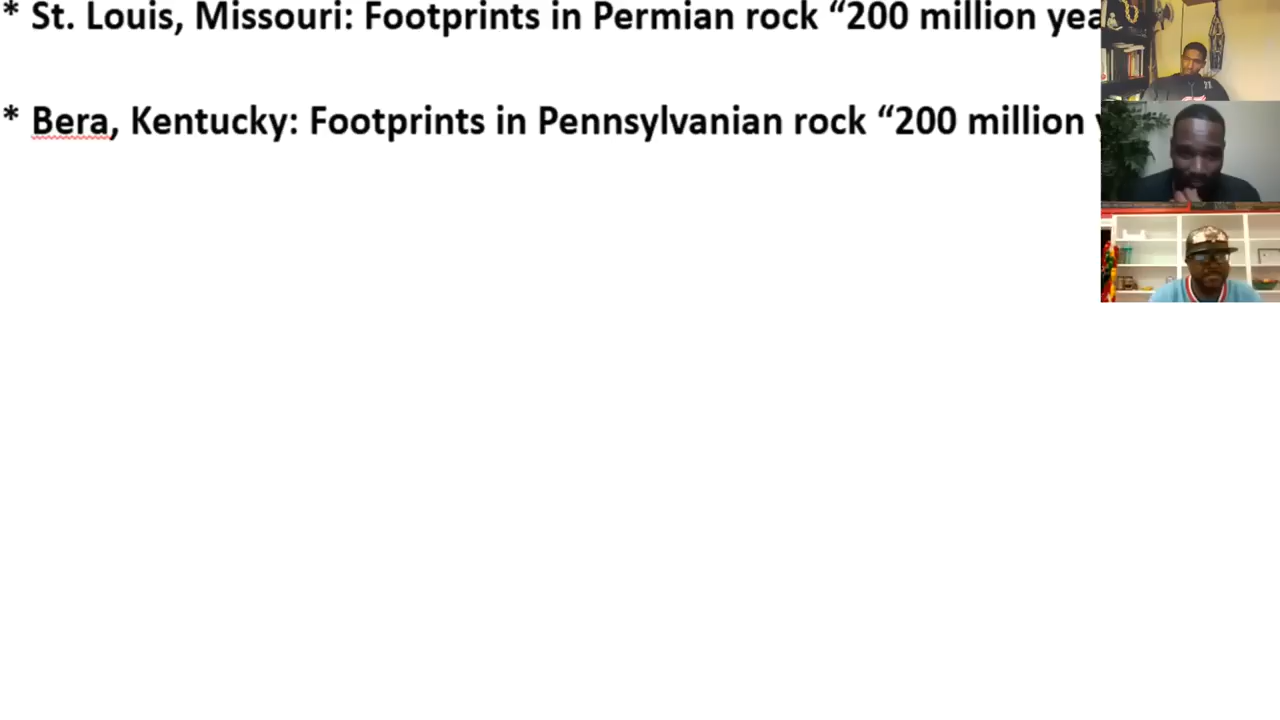 * St. Louis, Missouri: Footprints in Permian rock “200 million yea
* Bera, Kentucky: Footprints in Pennsylvanian rock “200 million